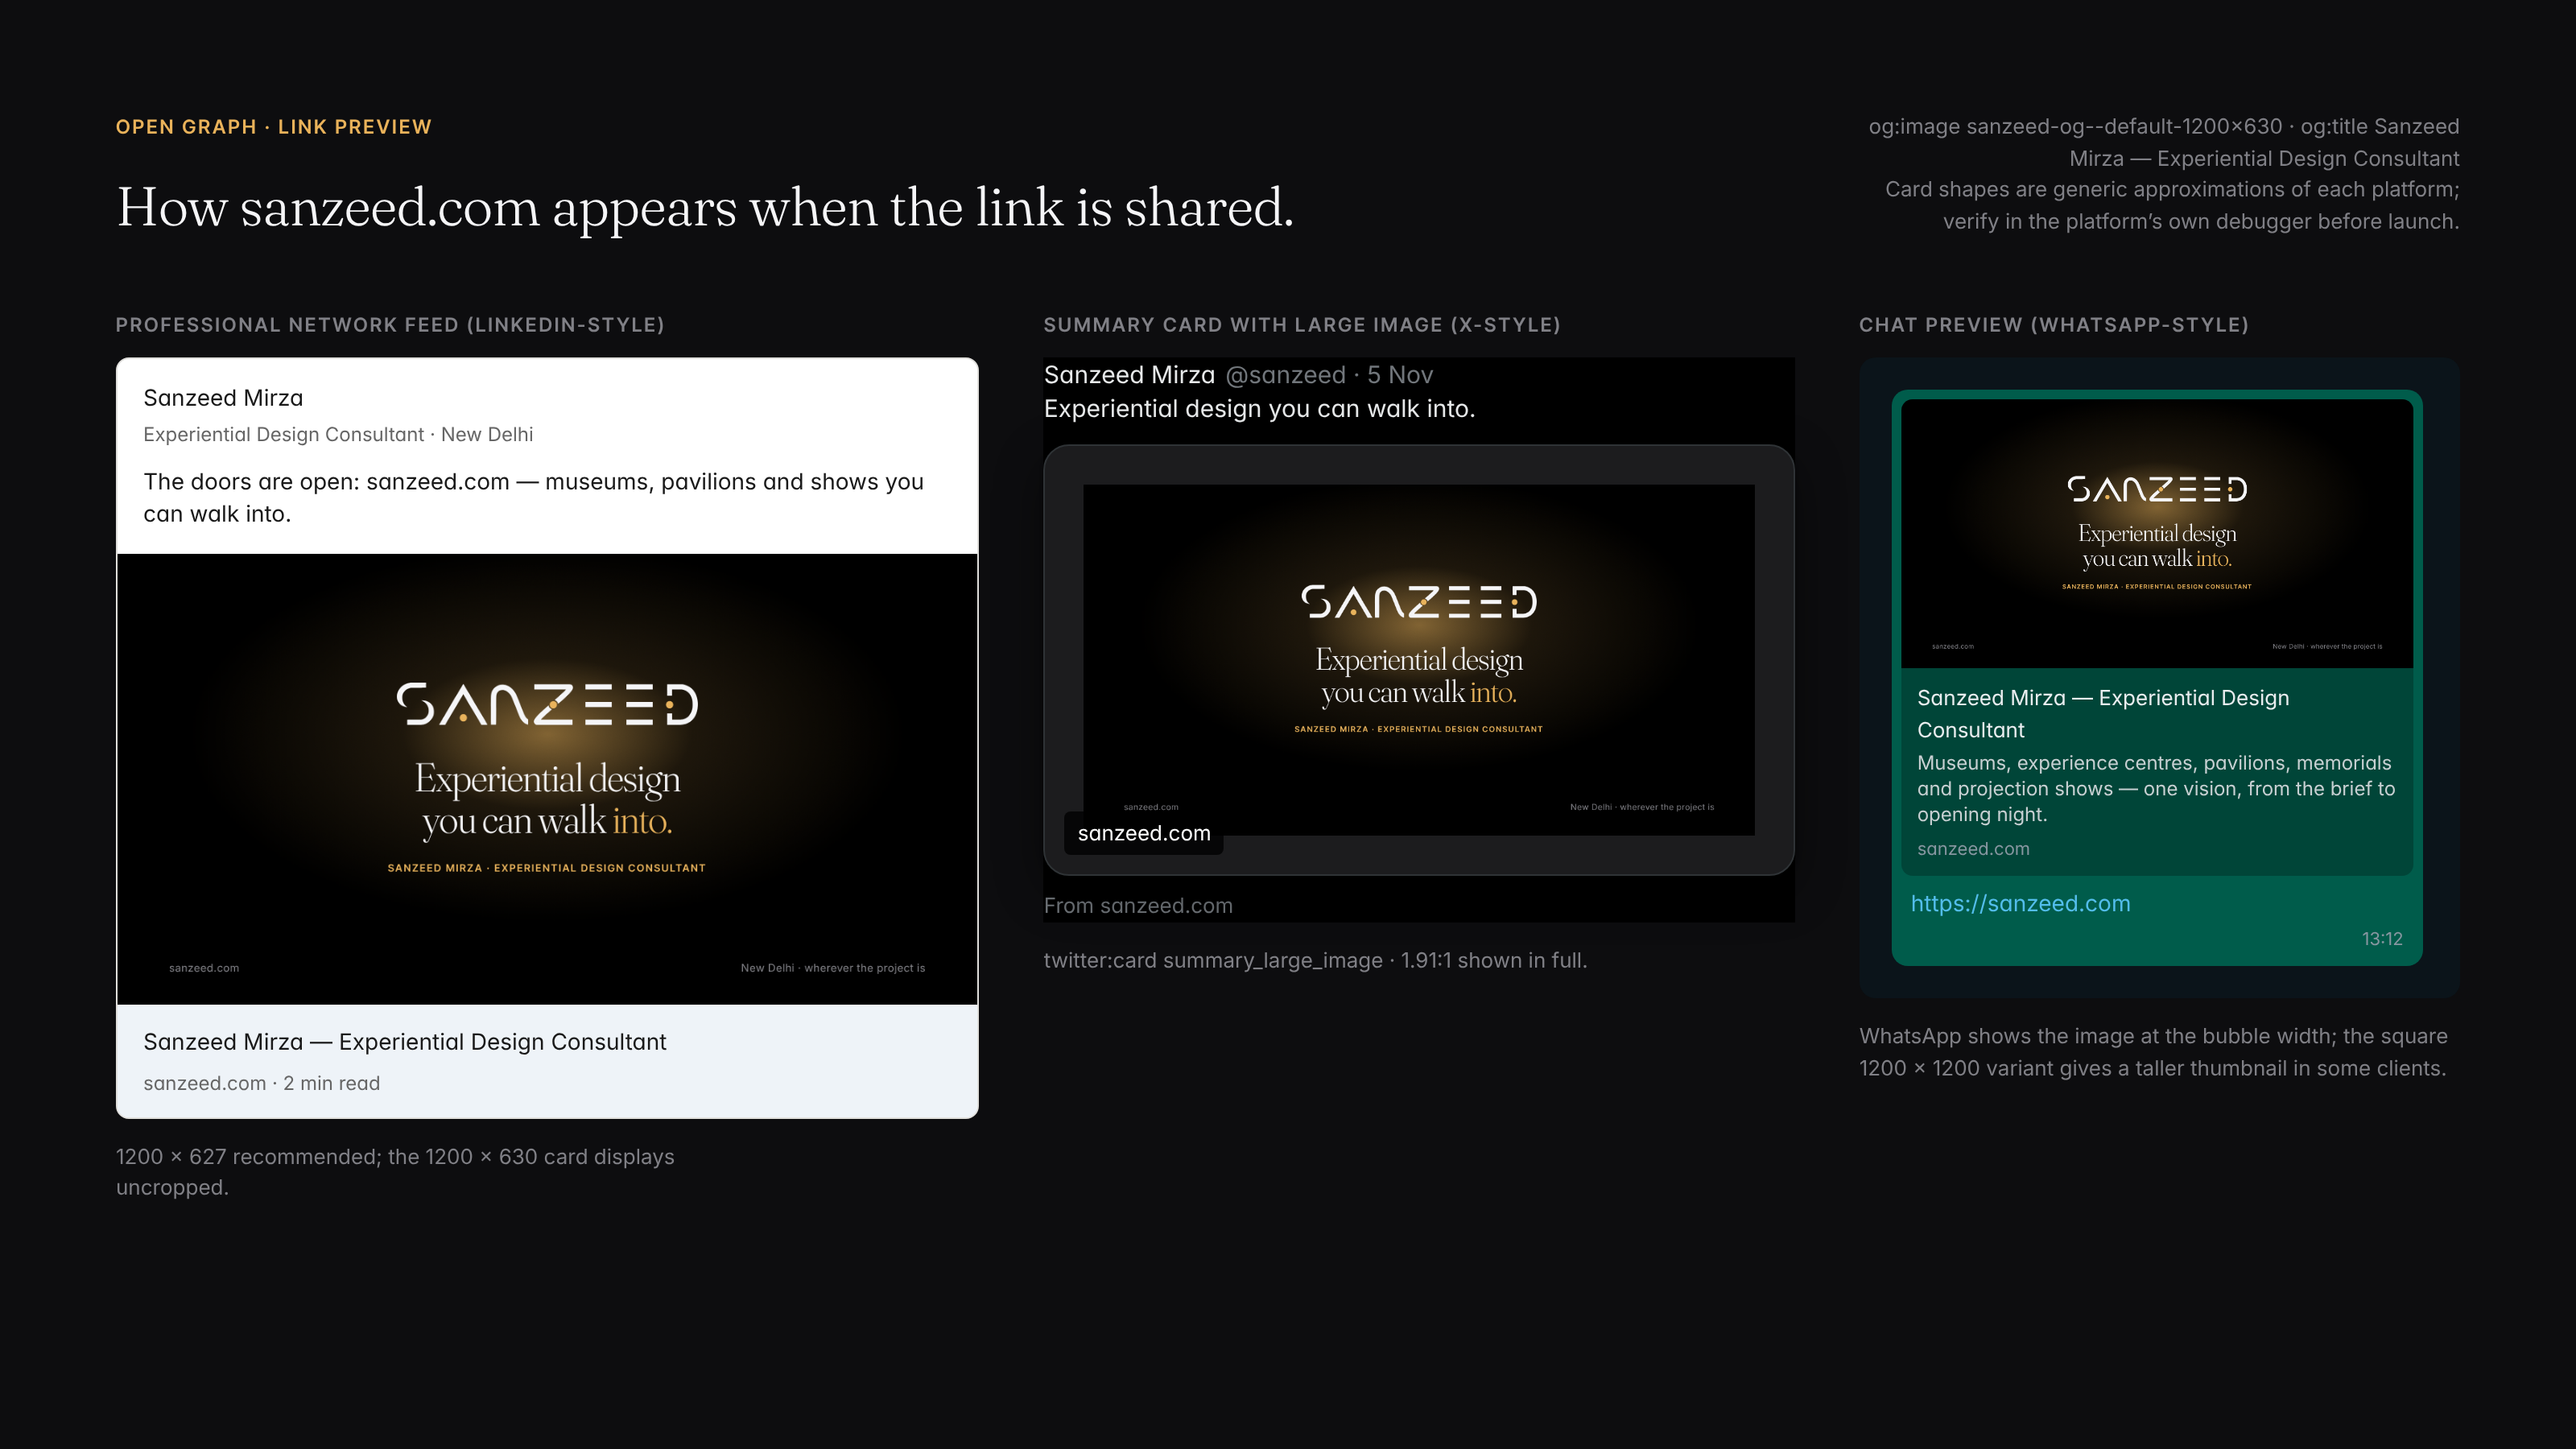 OPEN GRAPH · LINK PREVIEW
How sanzeed.com appears when the link is shared.
og:image sanzeed-og--default-1200×630 · og:title Sanzeed
Mirza — Experiential Design Consultant
Card shapes are generic approximations of each platform;
verify in the platform’s own debugger before launch.
PROFESSIONAL NETWORK FEED (LINKEDIN-STYLE)
Sanzeed Mirza
Experiential Design Consultant · New Delhi
The doors are open: sanzeed.com — museums, pavilions and shows you
can walk into.
SANZEED
Experiential design
you can walk into.
SANZEED MIRZA · EXPERIENTIAL DESIGN CONSULTANT
sanzeed.com
New Delhi · wherever the project is
Sanzeed Mirza — Experiential Design Consultant
sanzeed.com · 2 min read
1200 × 627 recommended; the 1200 × 630 card displays
uncropped.
SUMMARY CARD WITH LARGE IMAGE (X-STYLE)
Sanzeed Mirza @sanzeed · 5 Nov
Experiential design you can walk into.
SANZEED
Experiential design
you can walk into.
SANZEED MIRZA · EXPERIENTIAL DESIGN CONSULTANT
sanzeed.com
New Delhi · wherever the project is
sanzeed.com
From sanzeed.com
twitter:card summary_large_image · 1.91:1 shown in full.
CHAT PREVIEW (WHATSAPP-STYLE)
SANZEED
Experiential design
you can walk into.
SANZEED MIRZA · EXPERIENTIAL DESIGN CONSULTANT
sanzeed.com
New Delhi · wherever the project is
Sanzeed Mirza — Experiential Design
Consultant
Museums, experience centres, pavilions, memorials
and projection shows — one vision, from the brief to
opening night.
sanzeed.com
https://sanzeed.com
13:12
WhatsApp shows the image at the bubble width; the square
1200 × 1200 variant gives a taller thumbnail in some clients.